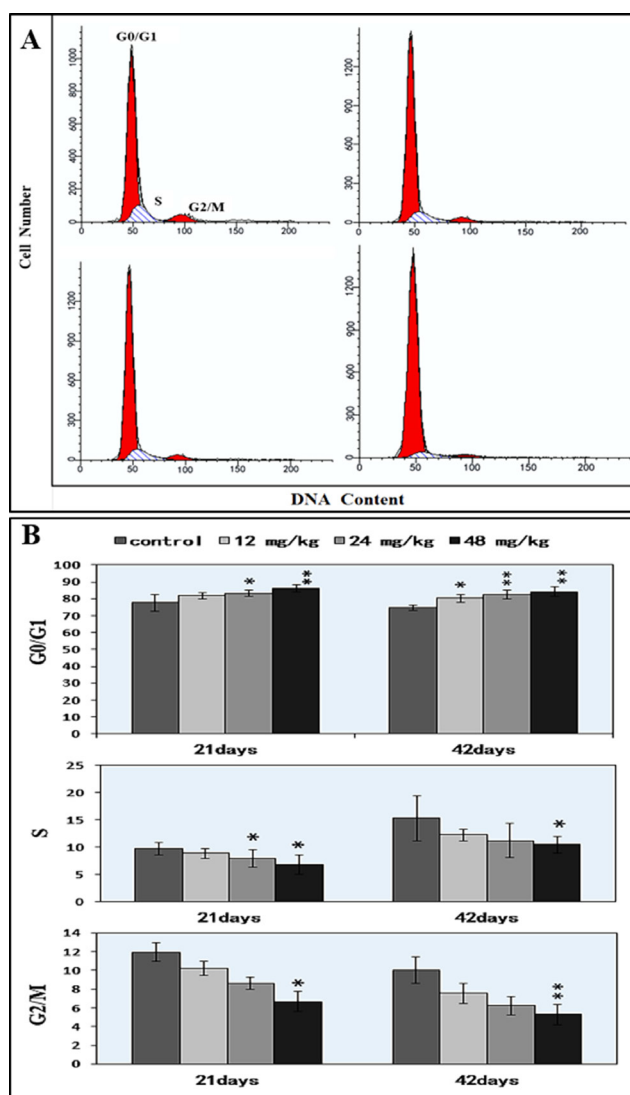 A
G0/G1
S
G2/M
1000
800
600
400
200
0
0 50 100 150 200
1200
900
600
300
0
0 50 100 150 200
1200
900
600
300
0
0 50 100 150 200
1200
900
600
300
0
0 50 100 150 200
Cell Number
DNA Content
B
control 12 mg/kg 24 mg/kg 48 mg/kg
G0/G1
100
90
80
70
60
50
40
30
20
10
0
* ** * ** **
21days 42days
S
25
20
15
10
5
0
* * *
21days 42days
G2/M
14
12
10
8
6
4
2
0
* **
21days 42days